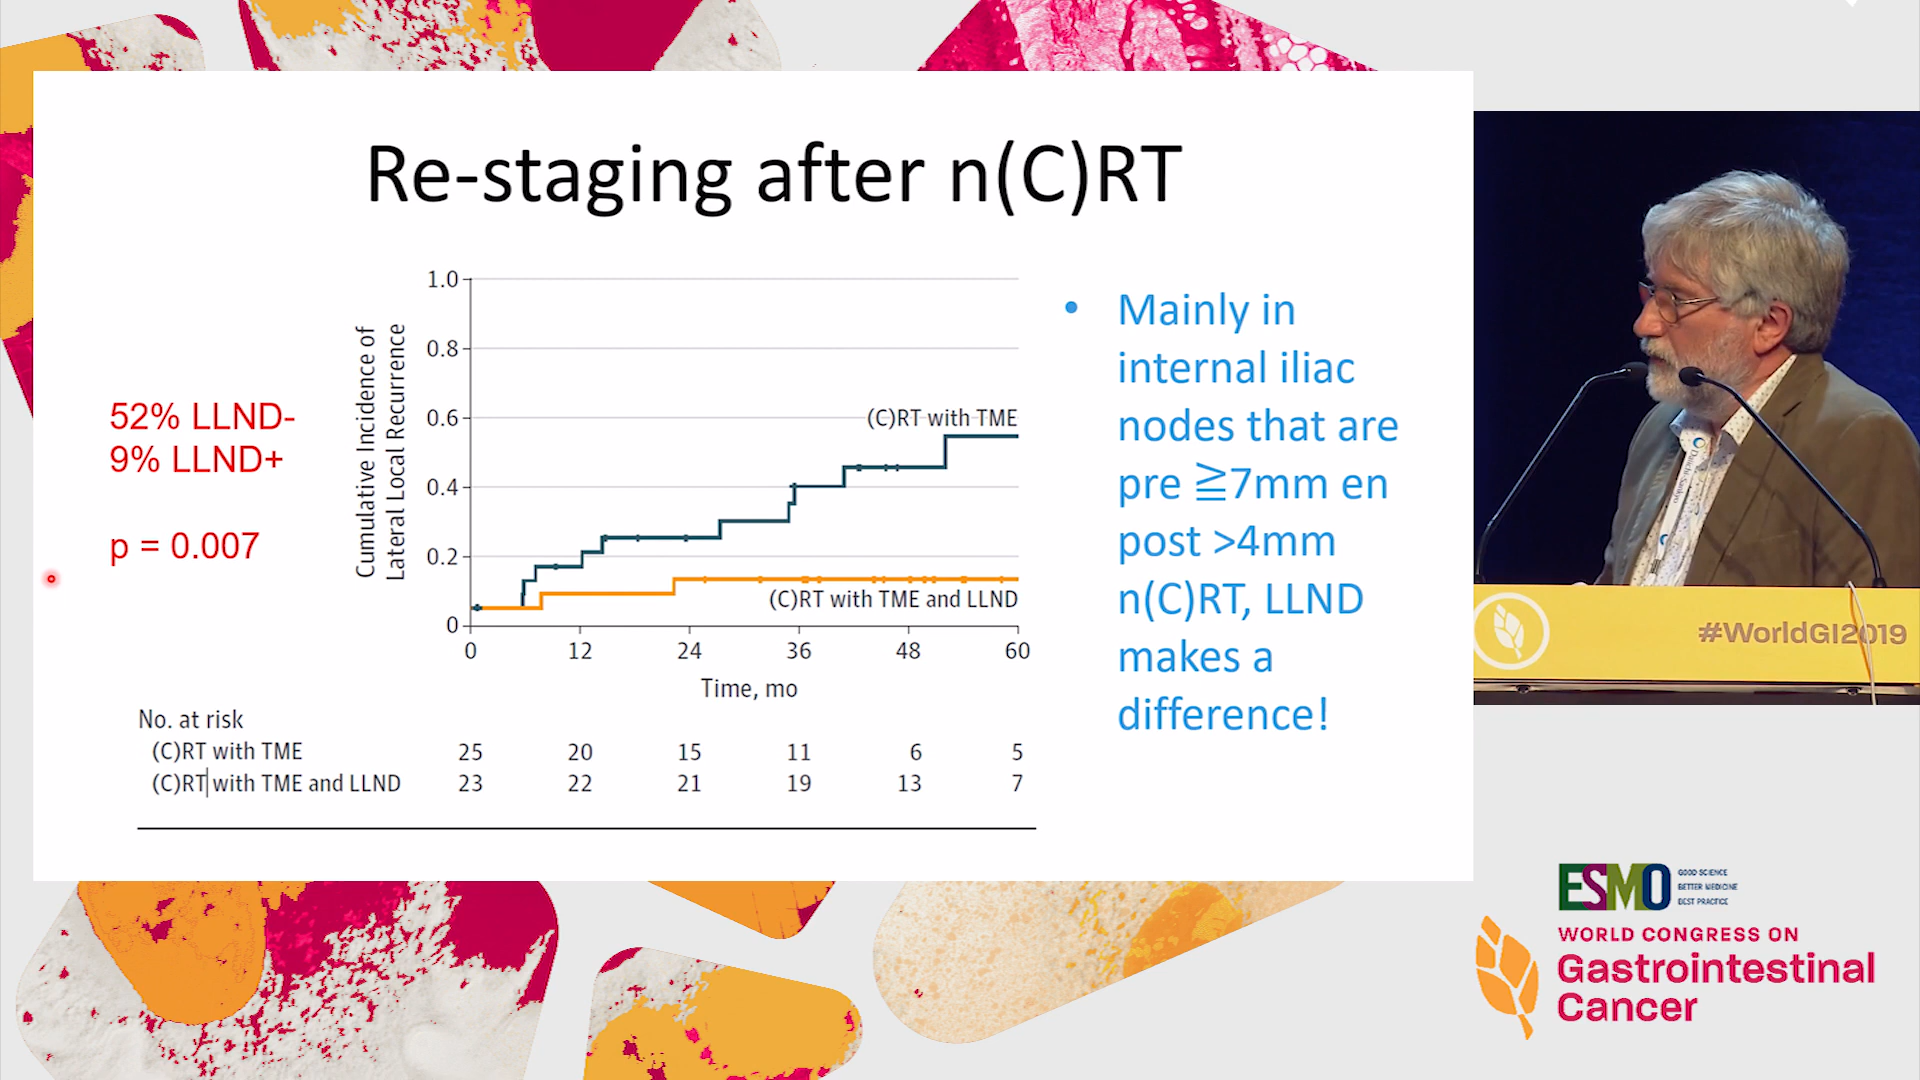 Re-staging after n(C)RT
52% LLND-
9% LLND+
p = 0.007
Cumulative Incidence of
Lateral Local Recurrence
1.0
0.8
0.6
0.4
0.2
0
(C)RT with TME
(C)RT with TME and LLND
0 12 24 36 48 60
Time, mo
No. at risk
(C)RT with TME 25 20 15 11 6 5
(C)RT with TME and LLND 23 22 21 19 13 7
• Mainly in
internal iliac
nodes that are
pre ≧7mm en
post >4mm
n(C)RT, LLND
makes a
difference!
Daiichi-Sankyo
#WorldGI2019
ESMO
GOOD SCIENCE
BETTER MEDICINE
BEST PRACTICE
WORLD CONGRESS ON
Gastrointestinal
Cancer